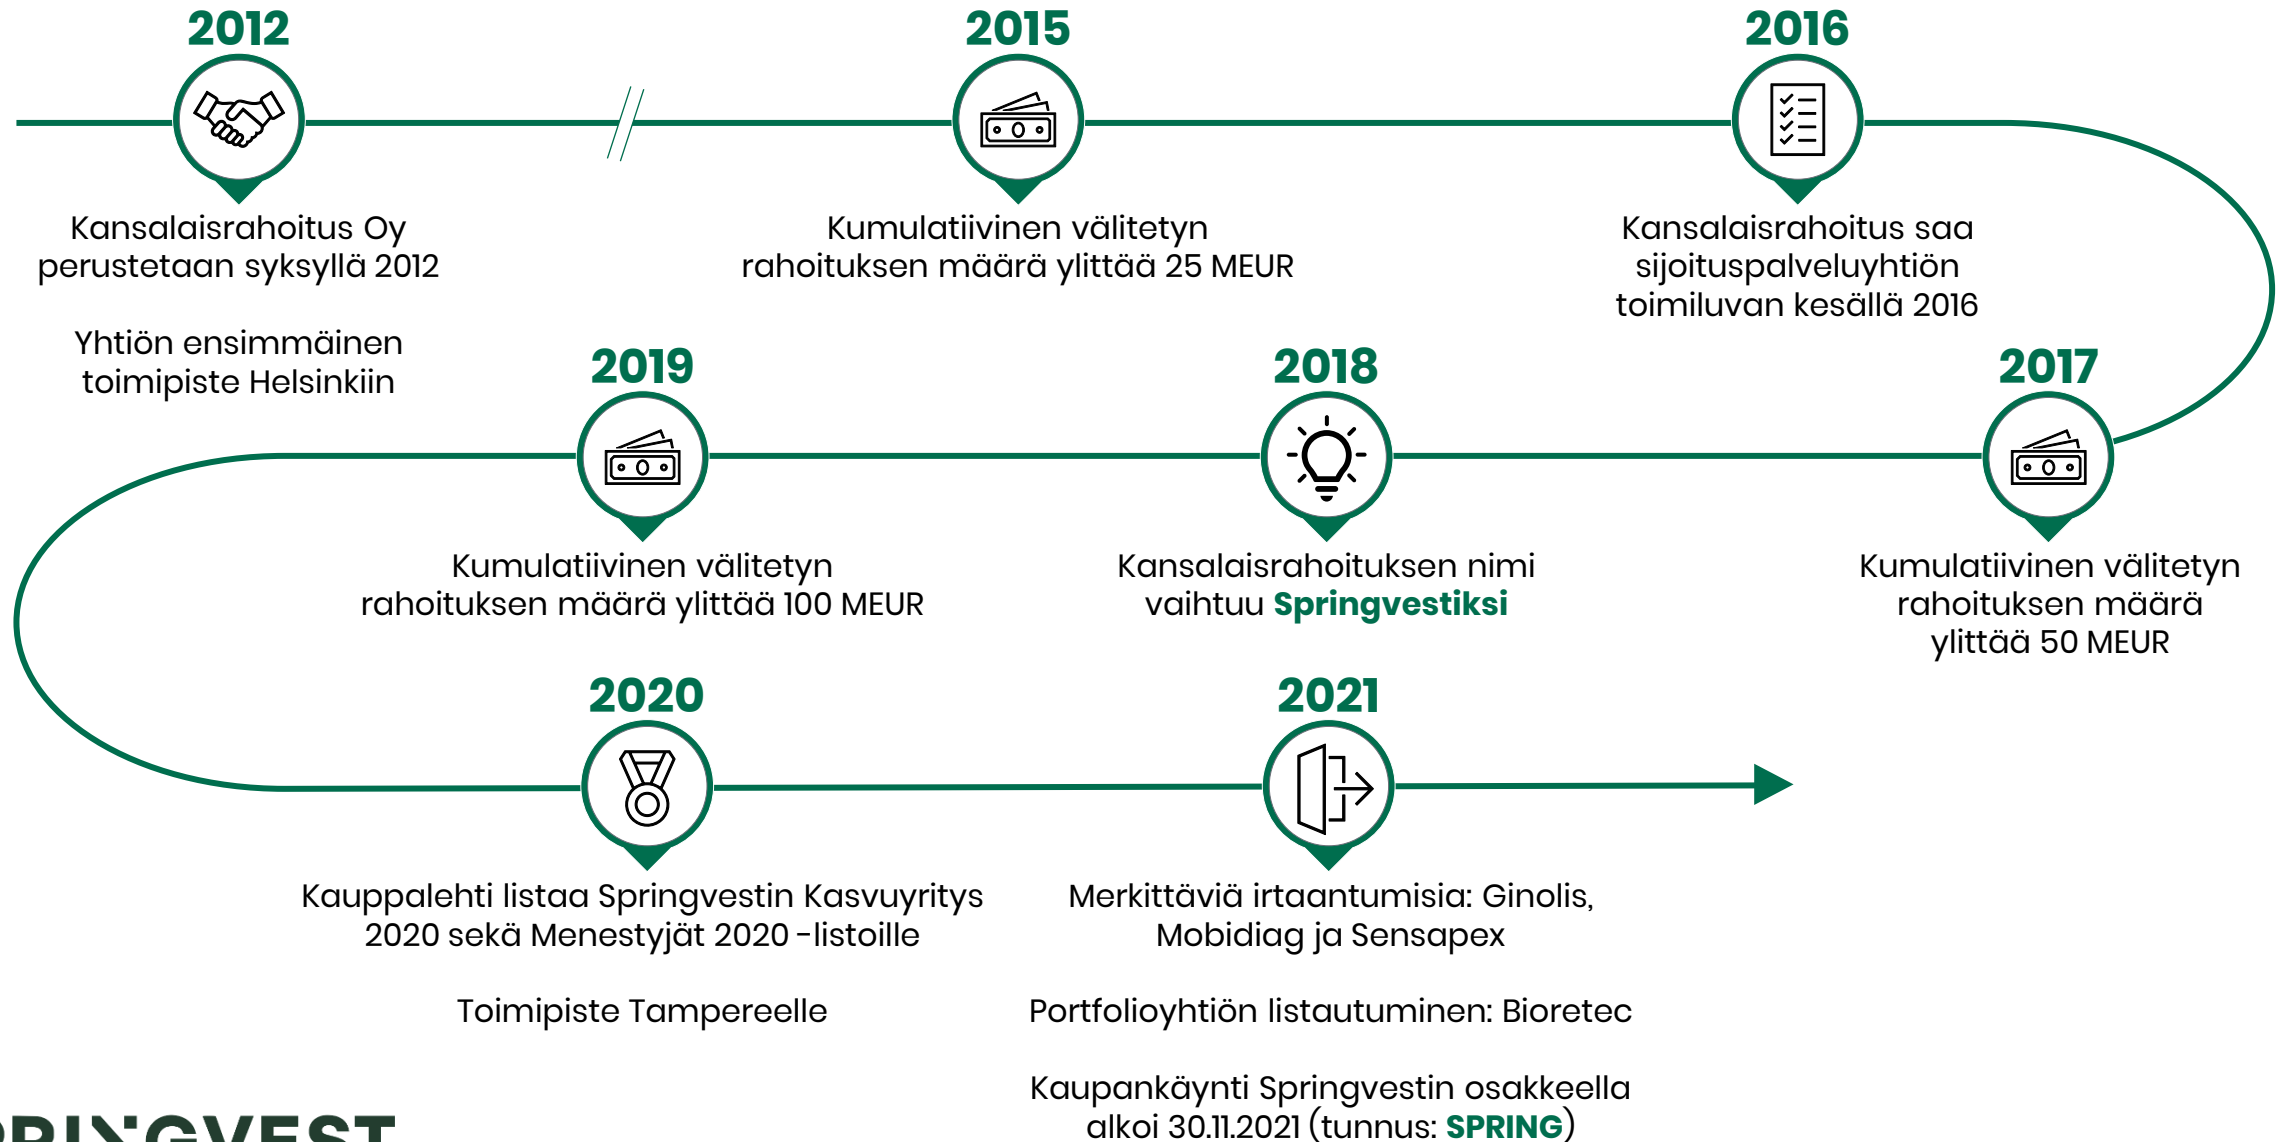 2012
Kansalaisrahoitus Oy
perustetaan syksyllä 2012
Yhtiön ensimmäinen
toimipiste Helsinkiin
2015
Kumulatiivinen välitetyn
rahoituksen määrä ylittää 25 MEUR
2016
Kansalaisrahoitus saa
sijoituspalveluyhtiön
toimiluvan kesällä 2016
2017
Kumulatiivinen välitetyn
rahoituksen määrä
ylittää 50 MEUR
2018
Kansalaisrahoituksen nimi
vaihtuu Springvestiksi
2019
Kumulatiivinen välitetyn
rahoituksen määrä ylittää 100 MEUR
2020
Kauppalehti listaa Springvestin Kasvuyritys
2020 sekä Menestyjät 2020 -listoille
Toimipiste Tampereelle
2021
Merkittäviä irtaantumisia: Ginolis,
Mobidiag ja Sensapex
Portfolioyhtiön listautuminen: Bioretec
Kaupankäynti Springvestin osakkeella
alkoi 30.11.2021 (tunnus: SPRING)
PRINGVEST